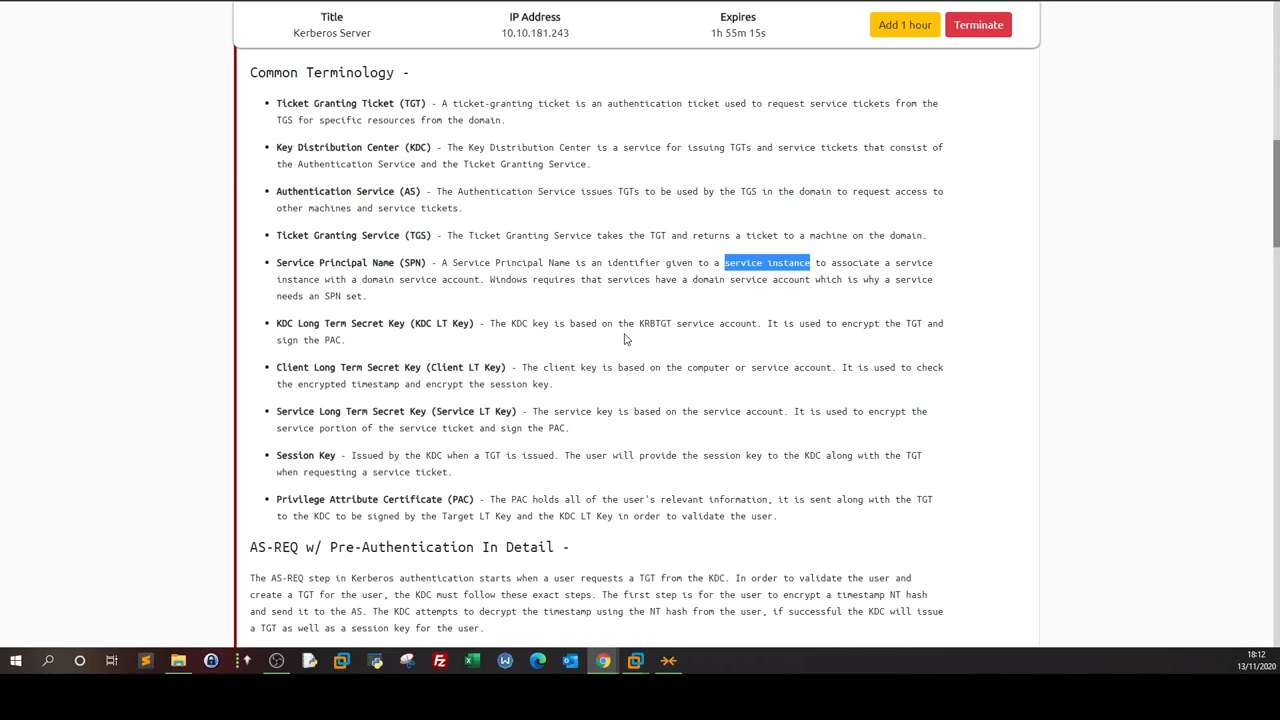 Title
Kerberos Server
IP Address
10.10.181.243
Expires
1h 55m 15s
Add 1 hour
Terminate
Common Terminology -
• Ticket Granting Ticket (TGT) - A ticket-granting ticket is an authentication ticket used to request service tickets from the
TGS for specific resources from the domain.
• Key Distribution Center (KDC) - The Key Distribution Center is a service for issuing TGTs and service tickets that consist of
the Authentication Service and the Ticket Granting Service.
• Authentication Service (AS) - The Authentication Service issues TGTs to be used by the TGS in the domain to request access to
other machines and service tickets.
• Ticket Granting Service (TGS) - The Ticket Granting Service takes the TGT and returns a ticket to a machine on the domain.
• Service Principal Name (SPN) - A Service Principal Name is an identifier given to a service instance to associate a service
instance with a domain service account. Windows requires that services have a domain service account which is why a service
needs an SPN set.
• KDC Long Term Secret Key (KDC LT Key) - The KDC key is based on the KRBTGT service account. It is used to encrypt the TGT and
sign the PAC.
• Client Long Term Secret Key (Client LT Key) - The client key is based on the computer or service account. It is used to check
the encrypted timestamp and encrypt the session key.
• Service Long Term Secret Key (Service LT Key) - The service key is based on the service account. It is used to encrypt the
service portion of the service ticket and sign the PAC.
• Session Key - Issued by the KDC when a TGT is issued. The user will provide the session key to the KDC along with the TGT
when requesting a service ticket.
• Privilege Attribute Certificate (PAC) - The PAC holds all of the user's relevant information, it is sent along with the TGT
to the KDC to be signed by the Target LT Key and the KDC LT Key in order to validate the user.
AS-REQ w/ Pre-Authentication In Detail -
The AS-REQ step in Kerberos authentication starts when a user requests a TGT from the KDC. In order to validate the user and
create a TGT for the user, the KDC must follow these exact steps. The first step is for the user to encrypt a timestamp NT hash
and send it to the AS. The KDC attempts to decrypt the timestamp using the NT hash from the user, if successful the KDC will issue
a TGT as well as a session key for the user.
18:12
13/11/2020